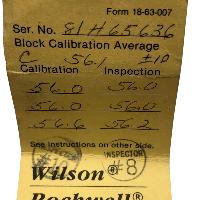 Form 18-63-007
Ser. No. 81H65636
Block Calibration Average
C 56.1 ±1.0
Calibration Inspection
56.0 56.0
56.0 56.0
56.6 56.2
See instructions on other side.
INSPECTOR
#8
Wilson®
Rockwell®